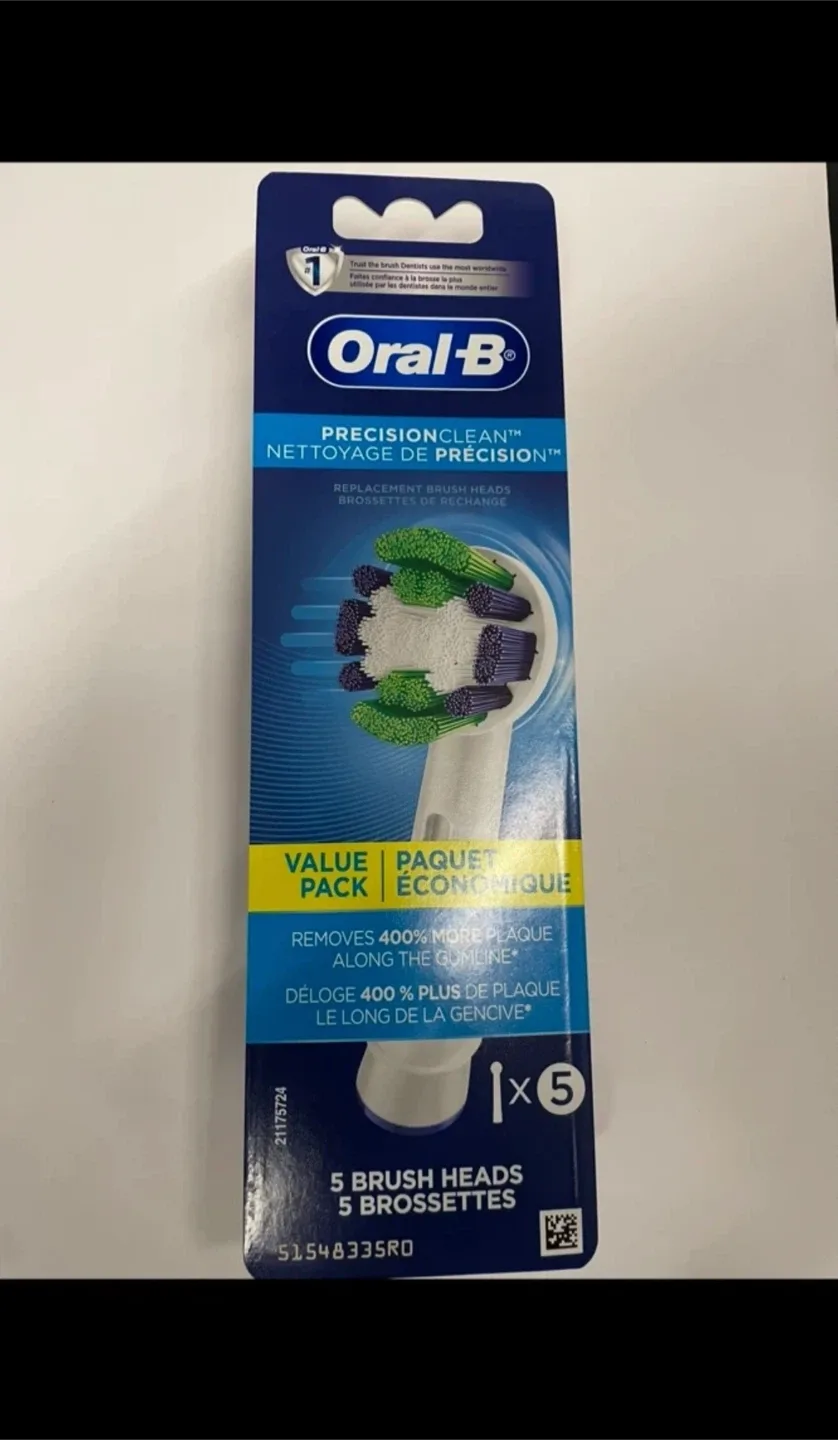 Oral-B
#1
Trust the brush Dentists use the most worldwide
Faites confiance à la brosse la plus
utilisée par les dentistes dans le monde entier
Oral-B®
PRECISIONCLEAN™
NETTOYAGE DE PRÉCISION™
REPLACEMENT BRUSH HEADS
BROSSETTES DE RECHANGE
VALUE PACK
PAQUET ÉCONOMIQUE
REMOVES 400% MORE PLAQUE
ALONG THE GUMLINE*
DÉLOGE 400 % PLUS DE PLAQUE
LE LONG DE LA GENCIVE*
21175724
X 5
5 BRUSH HEADS
5 BROSSETTES
51548335RO